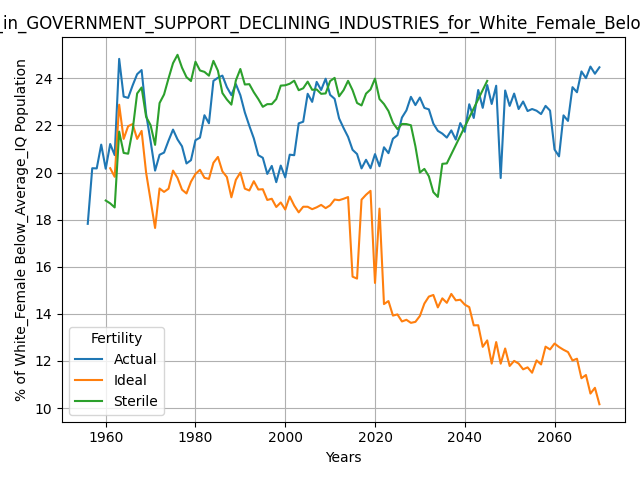 _in_GOVERNMENT_SUPPORT_DECLINING_INDUSTRIES_for_White_Female_Belo
% of White_Female Below_Average_IQ Population
24
22
20
18
16
14
12
10
Fertility
Actual
Ideal
Sterile
1960 1980 2000 2020 2040 2060
Years